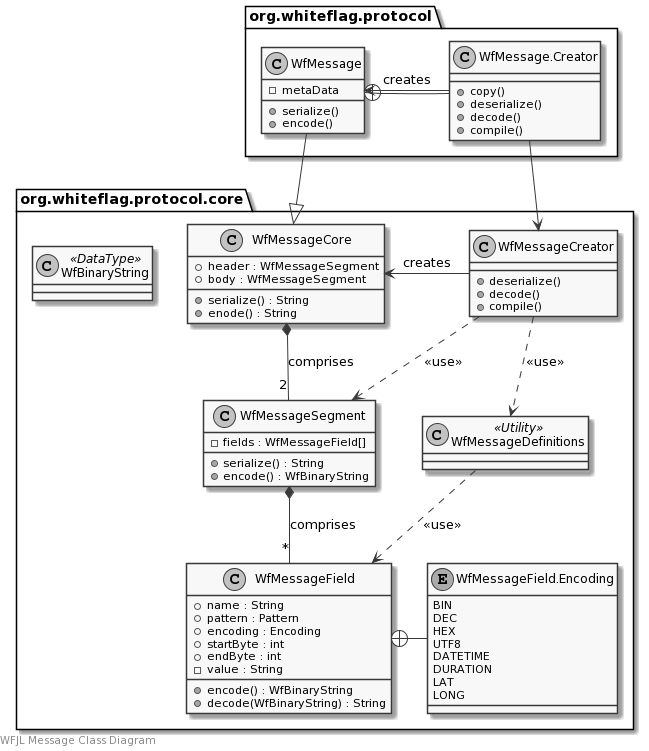 org.whiteflag.protocol
C WfMessage
metaData
serialize()
encode()
creates
C WfMessage.Creator
copy()
deserialize()
decode()
compile()
org.whiteflag.protocol.core
C «DataType»
WfBinaryString
C WfMessageCore
header : WfMessageSegment
body : WfMessageSegment
serialize() : String
enode() : String
creates
C WfMessageCreator
deserialize()
decode()
compile()
comprises
2
«use»
«use»
C WfMessageSegment
fields : WfMessageField[]
serialize() : String
encode() : WfBinaryString
C «Utility»
WfMessageDefinitions
comprises
*
«use»
C WfMessageField
name : String
pattern : Pattern
encoding : Encoding
startByte : int
endByte : int
value : String
encode() : WfBinaryString
decode(WfBinaryString) : String
E WfMessageField.Encoding
BIN
DEC
HEX
UTF8
DATETIME
DURATION
LAT
LONG
WFJL Message Class Diagram